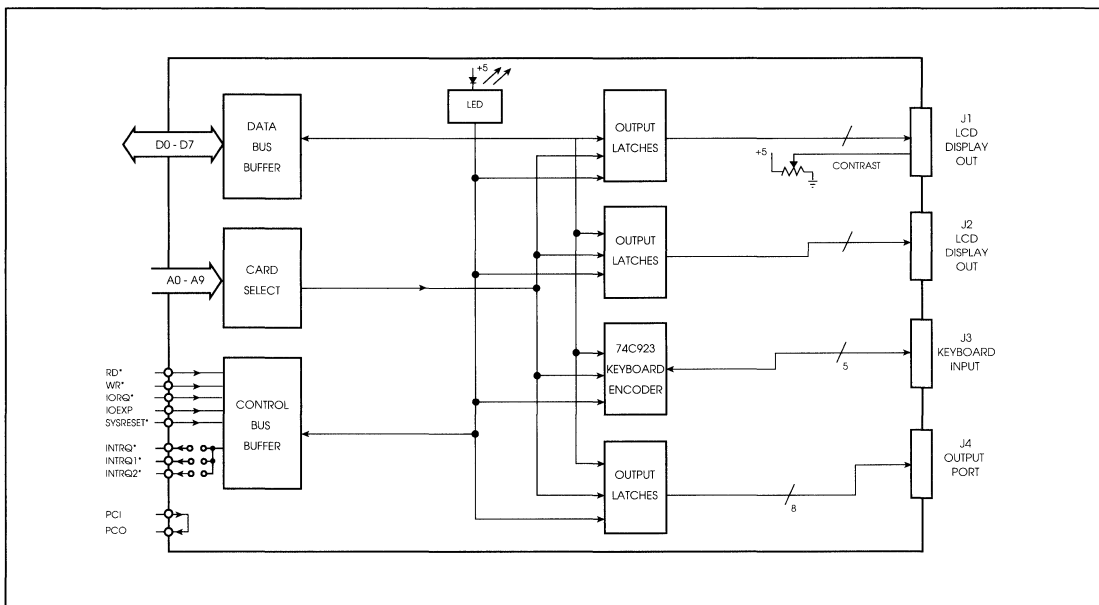 +5
LED
DATA
BUS
BUFFER
D0 - D7
OUTPUT
LATCHES
J1
LCD
DISPLAY
OUT
+5
CONTRAST
OUTPUT
LATCHES
J2
LCD
DISPLAY
OUT
A0 - A9
CARD
SELECT
74C923
KEYBOARD
ENCODER
5
J3
KEYBOARD
INPUT
RD*
WR*
IORQ*
IOEXP
SYSRESET*
INTRQ*
INTRQ1*
INTRQ2*
CONTROL
BUS
BUFFER
OUTPUT
LATCHES
8
J4
OUTPUT
PORT
PCI
PCO